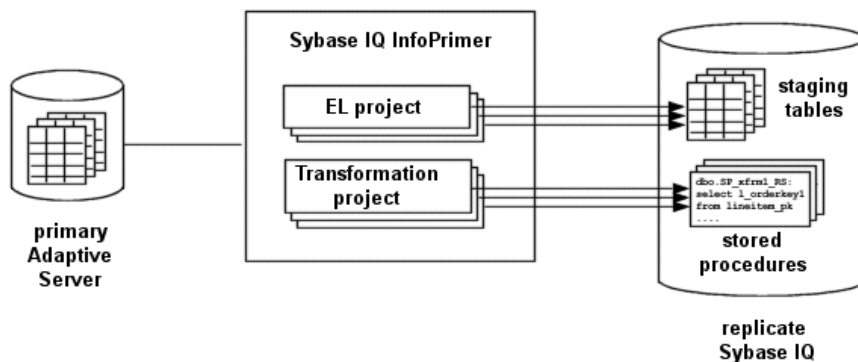 Sybase IQ InfoPrimer
EL project
Transformation
project
primary
Adaptive
Server
staging
tables
dbo.SP_xfrm1_RS:
select l_orderkey1
from lineitem_pk
....
stored
procedures
replicate
Sybase IQ